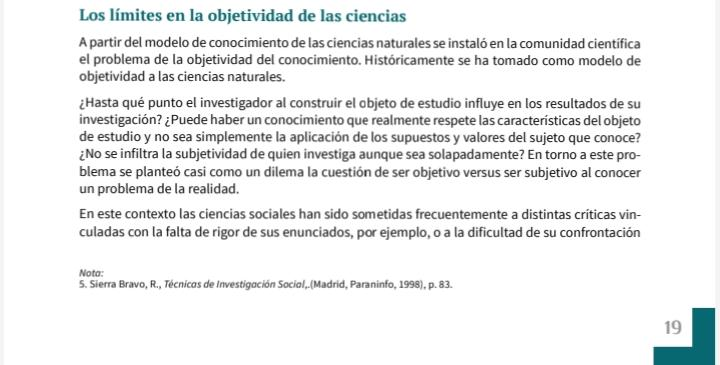 Los límites en la objetividad de las ciencias
A partir del modelo de conocimiento de las ciencias naturales se instaló en la comunidad científica
el problema de la objetividad del conocimiento. Históricamente se ha tomado como modelo de
objetividad a las ciencias naturales.
¿Hasta qué punto el investigador al construir el objeto de estudio influye en los resultados de su
investigación? ¿Puede haber un conocimiento que realmente respete las características del objeto
de estudio y no sea simplemente la aplicación de los supuestos y valores del sujeto que conoce?
¿No se infiltra la subjetividad de quien investiga aunque sea solapadamente? En torno a este pro-
blema se planteó casi como un dilema la cuestión de ser objetivo versus ser subjetivo al conocer
un problema de la realidad.
En este contexto las ciencias sociales han sido sometidas frecuentemente a distintas críticas vin-
culadas con la falta de rigor de sus enunciados, por ejemplo, o a la dificultad de su confrontación
Nota:
5. Sierra Bravo, R., Técnicas de Investigación Social,.(Madrid, Paraninfo, 1998), p. 83.
19